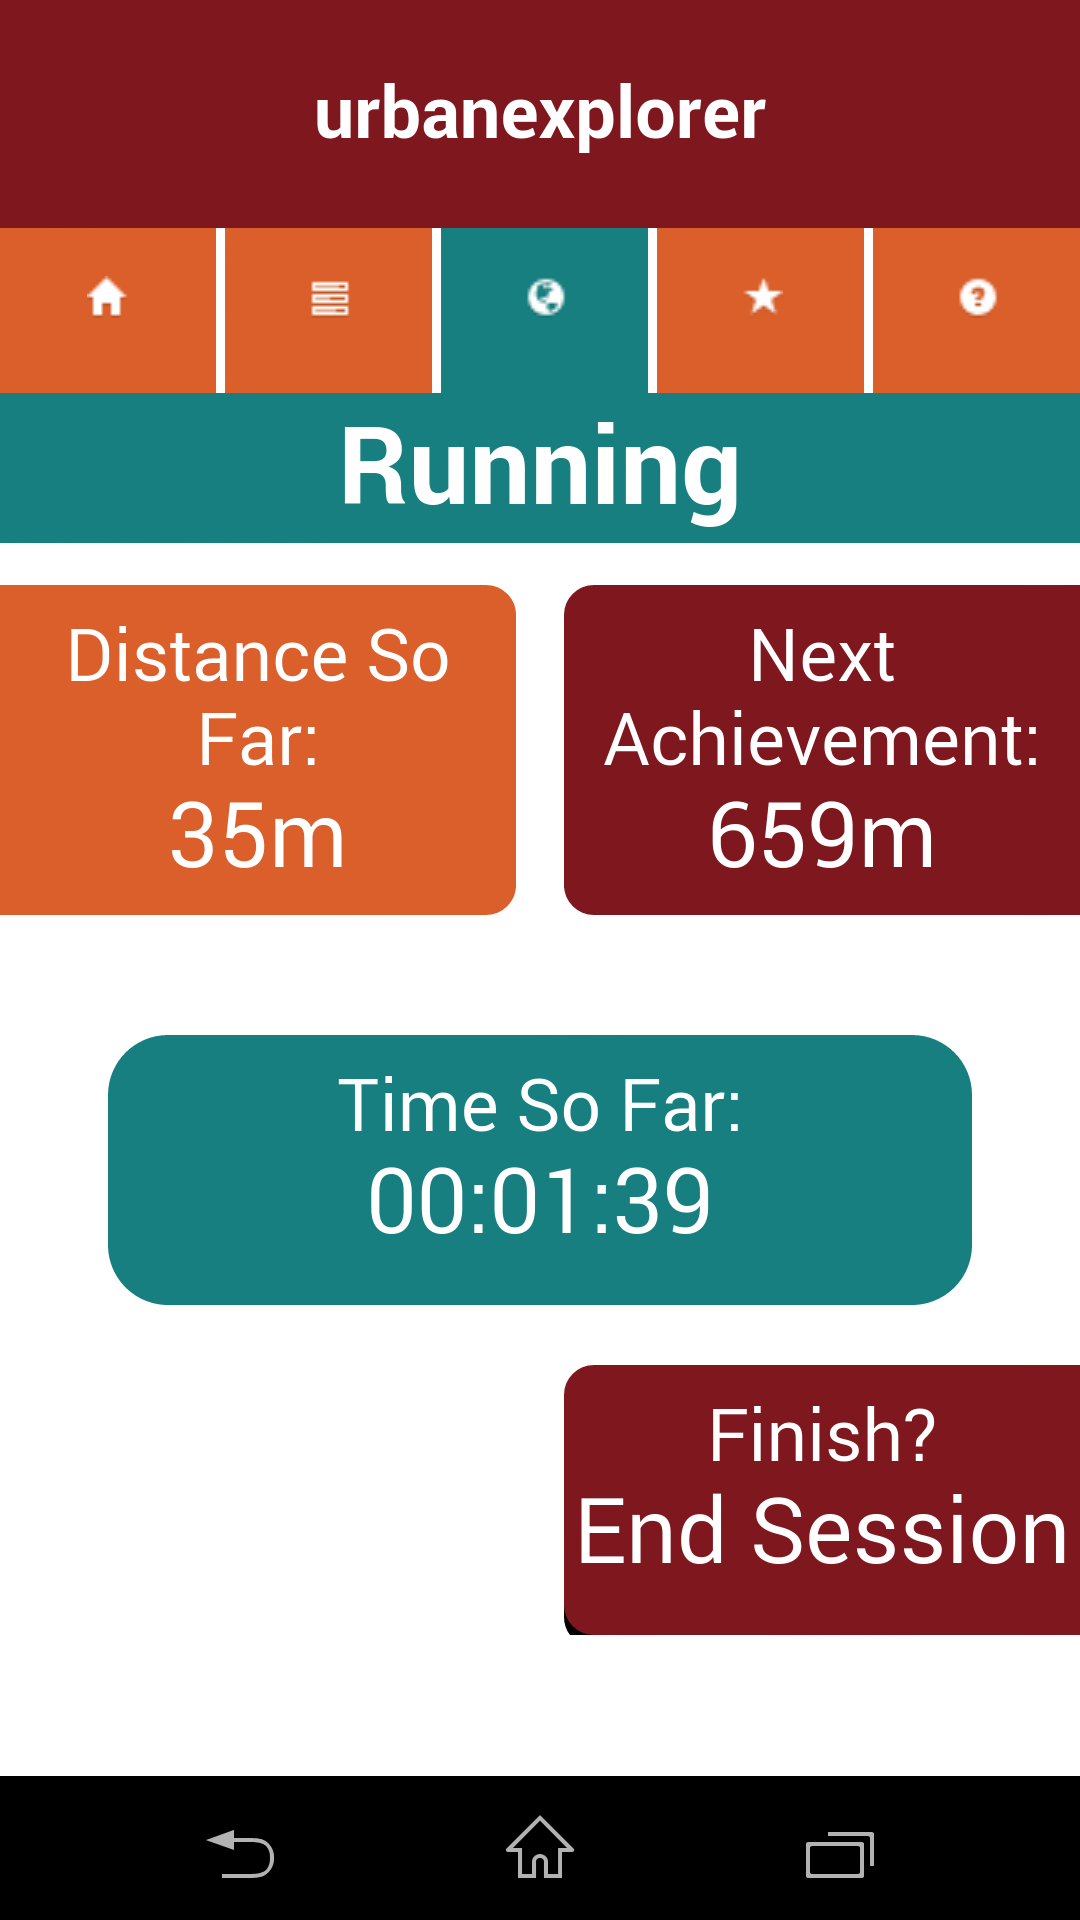 urbanexplorer
Running
Distance So
Far:
35m
Next
Achievement:
659m
Time So Far:
00:01:39
Finish?
End Session